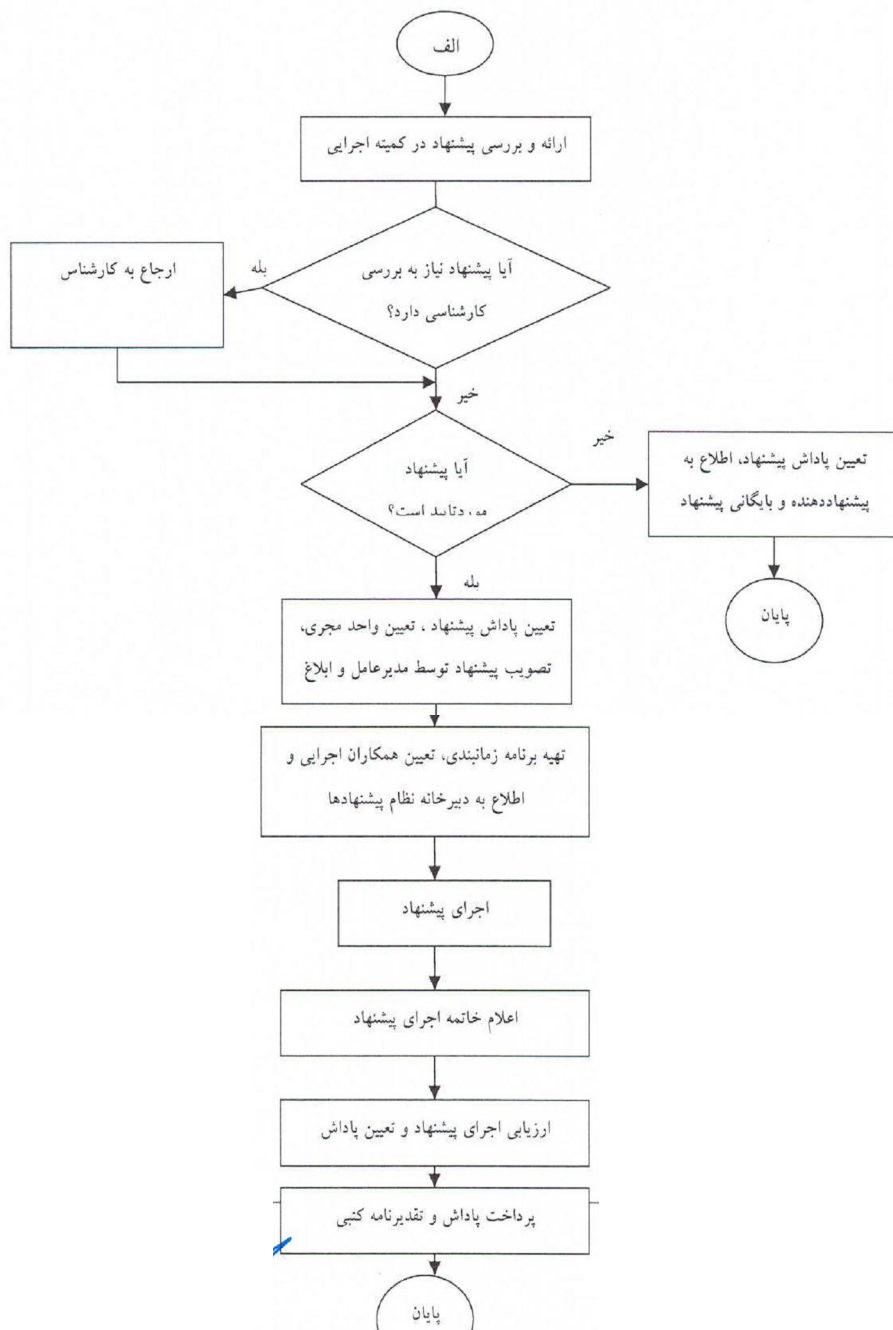 الف
ارائه و بررسی پیشنهاد در کمیته اجرایی
آیا پیشنهاد نیاز به بررسی
کارشناسی دارد؟
بله
ارجاع به کارشناس
خیر
آیا پیشنهاد
موردتایید است؟
خیر
تعیین پاداش پیشنهاد، اطلاع به
پیشنهاددهنده و بایگانی پیشنهاد
پایان
بله
تعیین پاداش پیشنهاد ، تعیین واحد مجری،
تصویب پیشنهاد توسط مدیرعامل و ابلاغ
تهیه برنامه زمانبندی، تعیین همکاران اجرایی و
اطلاع به دبیرخانه نظام پیشنهادها
اجرای پیشنهاد
اعلام خاتمه اجرای پیشنهاد
ارزیابی اجرای پیشنهاد و تعیین پاداش
پرداخت پاداش و تقدیرنامه کتبی
پایان